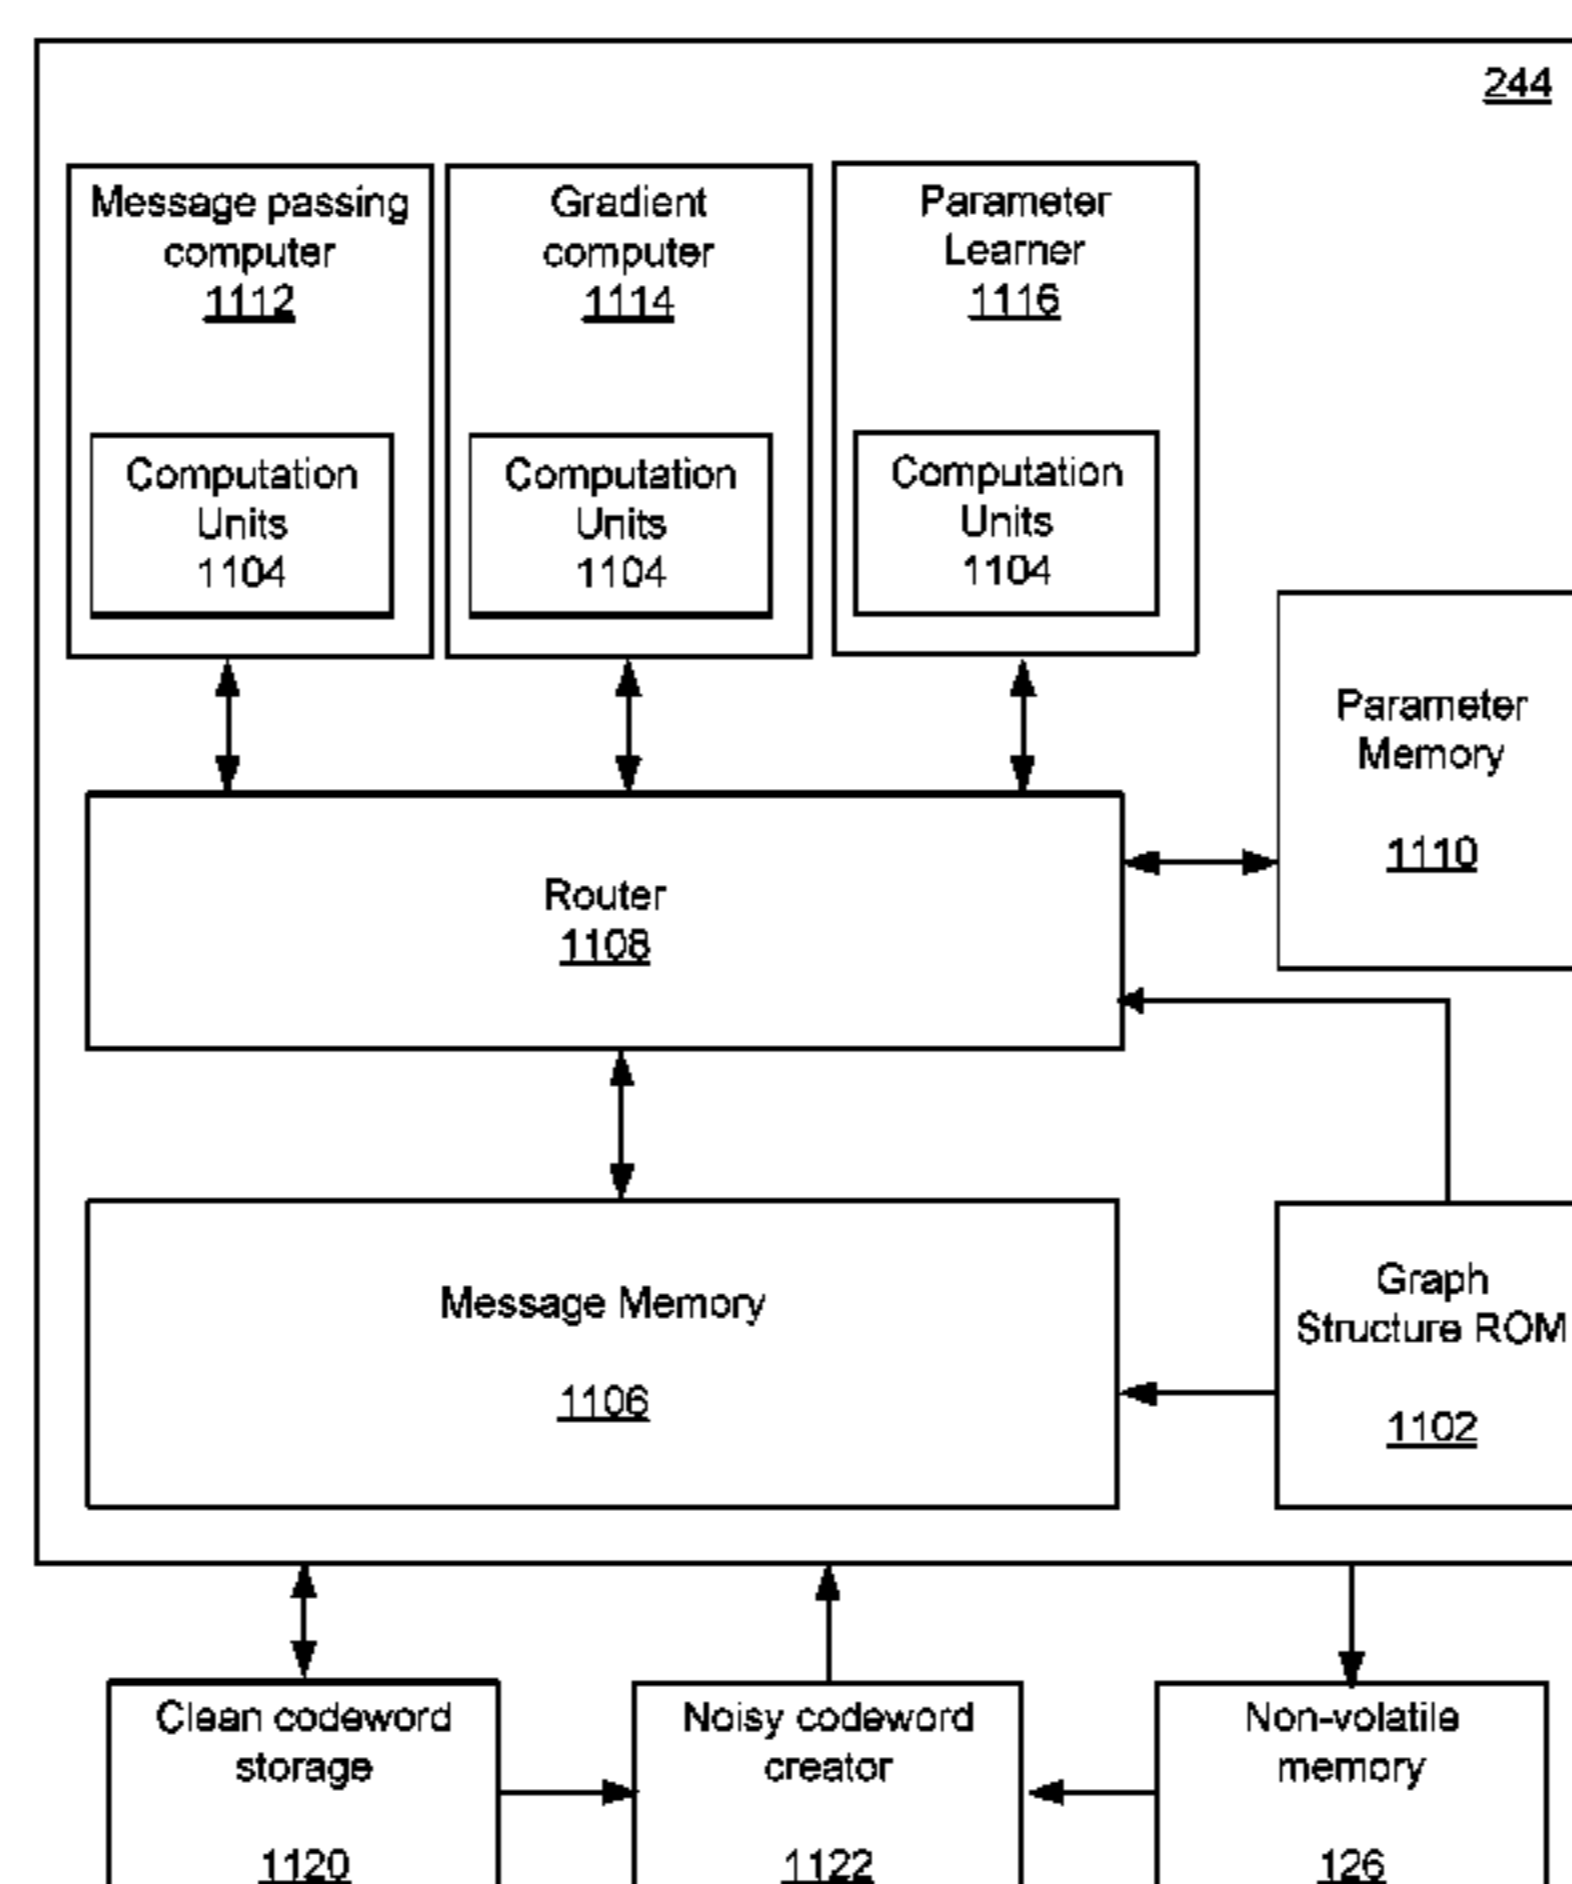 244
Message passing
computer
1112
Computation
Units
1104
Gradient
computer
1114
Computation
Units
1104
Parameter
Learner
1116
Computation
Units
1104
Parameter
Memory
1110
Router
1108
Message Memory
1106
Graph
Structure ROM
1102
Clean codeword
storage
1120
Noisy codeword
creator
1122
Non-volatile
memory
126